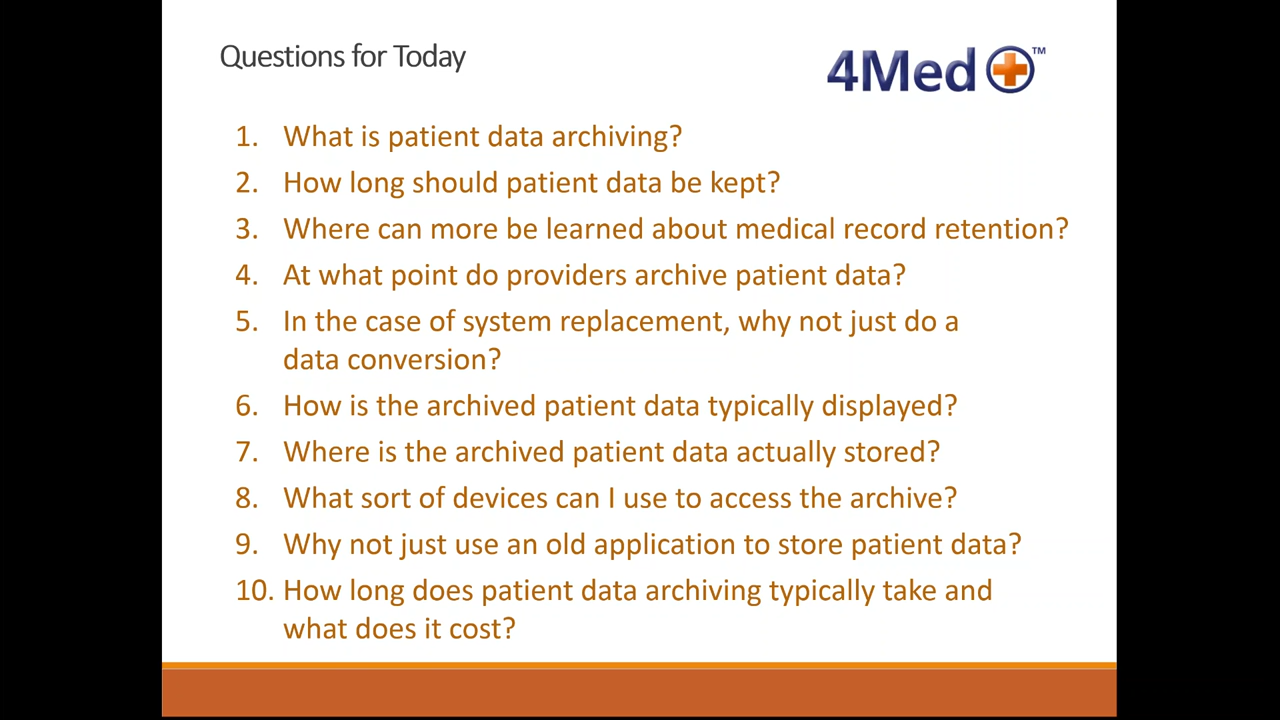 Questions for Today
4Med
TM
1. What is patient data archiving?
2. How long should patient data be kept?
3. Where can more be learned about medical record retention?
4. At what point do providers archive patient data?
5. In the case of system replacement, why not just do a
data conversion?
6. How is the archived patient data typically displayed?
7. Where is the archived patient data actually stored?
8. What sort of devices can I use to access the archive?
9. Why not just use an old application to store patient data?
10. How long does patient data archiving typically take and
what does it cost?